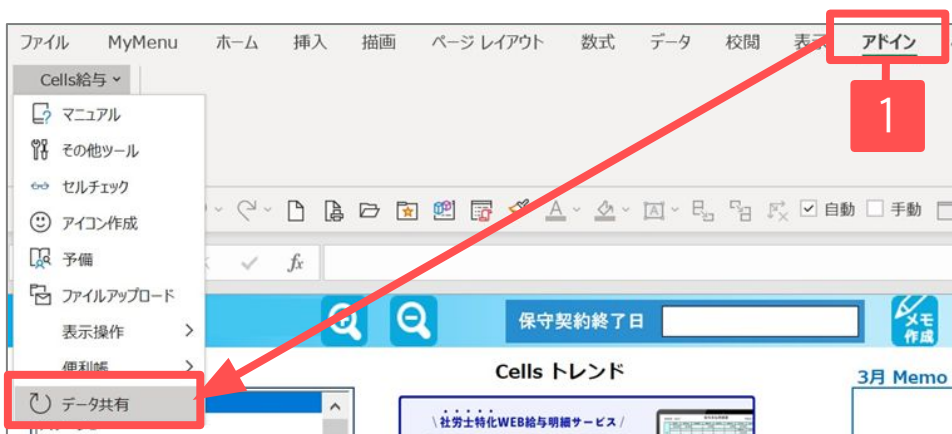 ファイル MyMenu ホーム 挿入 描画 ページ レイアウト 数式 データ 校閲 表示 アドイン
Cells給与
1
マニュアル
その他ツール
セルチェック
アイコン作成
予備
ファイルアップロード
表示操作
便利帳
データ共有
自動 手動
fx
保守契約終了日
メモ
作成
Cells トレンド
3月 Memo
\社労士特化WEB給与明細サービス/